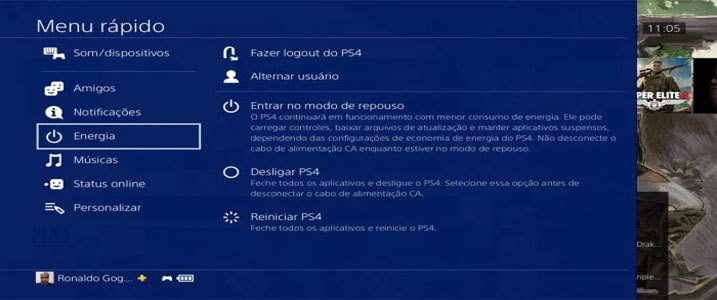 Menu rápido
Som/dispositivos
Amigos
Notificações
Energia
Músicas
Status online
Personalizar
Ronaldo Gog...
Fazer logout do PS4
Alternar usuário
Entrar no modo de repouso
O PS4 continuará em funcionamento com menor consumo de energia. Ele pode
carregar controles, baixar arquivos de atualização e manter aplicativos suspensos,
dependendo das configurações de economia de energia do PS4. Não desconecte o
cabo de alimentação CA enquanto estiver no modo de repouso.
Desligar PS4
Feche todos os aplicativos e desligue o PS4. Selecione essa opção antes de
desconectar o cabo de alimentação CA.
Reiniciar PS4
Feche todos os aplicativos e reinicie o PS4.
11:05
PER ELITE 4
Drak...
nple...